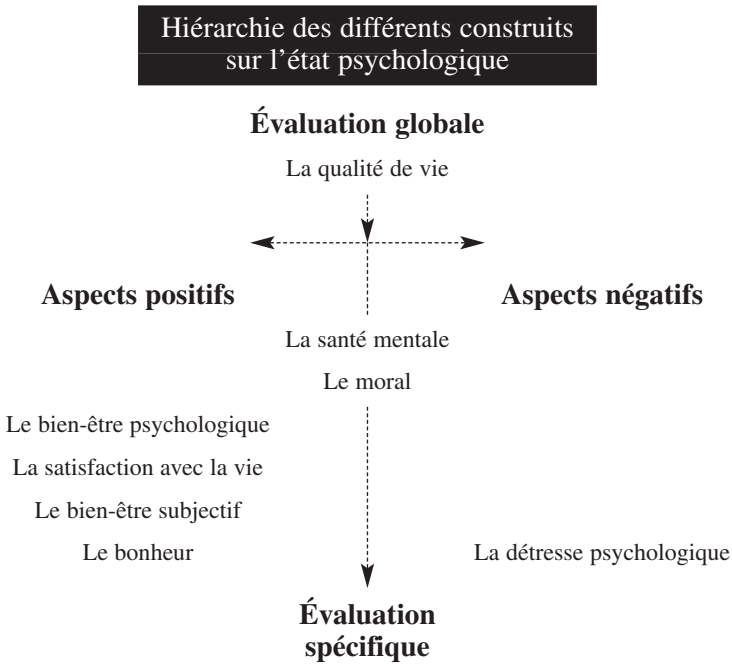 Hiérarchie des différents construits
sur l'état psychologique
Évaluation globale
La qualité de vie
Aspects positifs
Aspects négatifs
La santé mentale
Le moral
Le bien-être psychologique
La satisfaction avec la vie
Le bien-être subjectif
Le bonheur
La détresse psychologique
Évaluation
spécifique